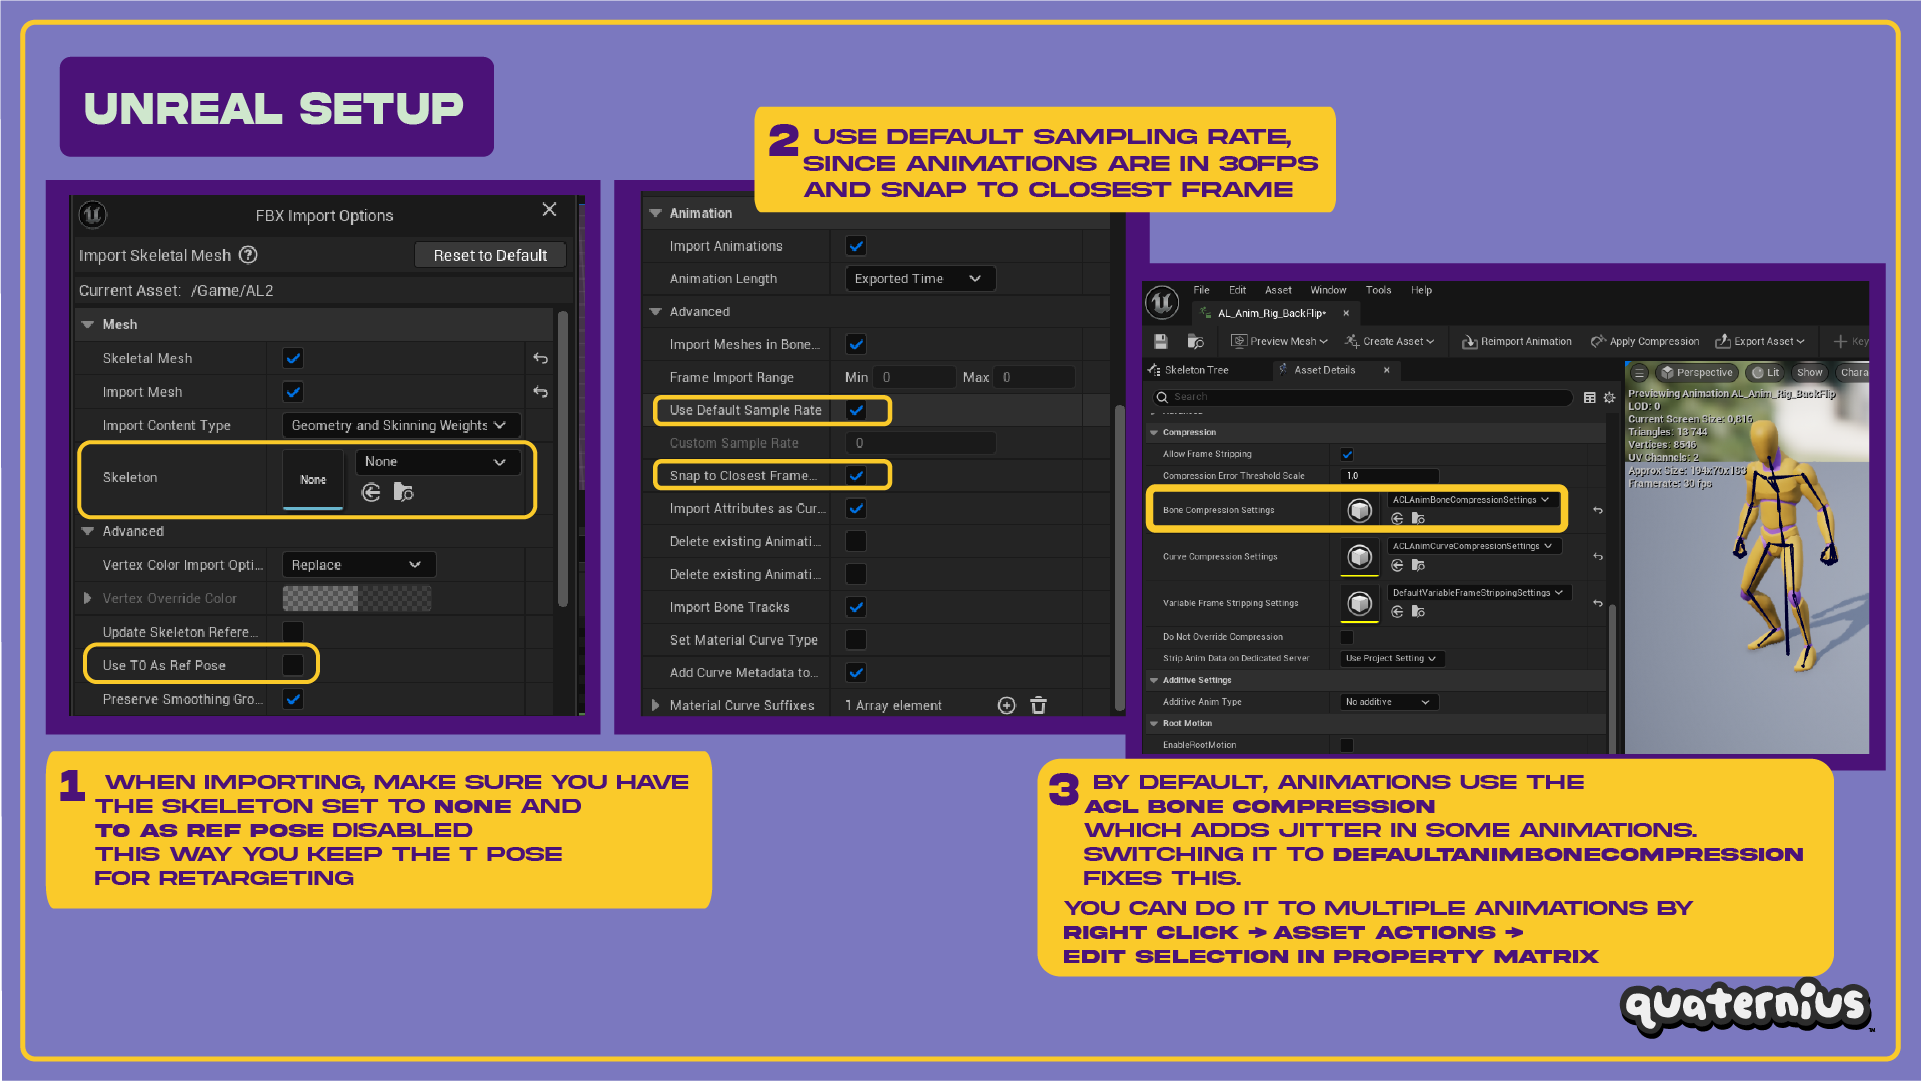 UNREAL SETUP
2 USE DEFAULT SAMPLING RATE,
SINCE ANIMATIONS ARE IN 30FPS
AND SNAP TO CLOSEST FRAME
FBX Import Options
Import Skeletal Mesh ?
Reset to Default
Current Asset: /Game/AL2
Mesh
Skeletal Mesh
Import Mesh
Import Content Type Geometry and Skinning Weights
Skeleton None None
Advanced
Vertex Color Import Opti... Replace
Vertex Override Color
Update Skeleton Refere...
Use T0 As Ref Pose
Preserve Smoothing Gro...
Animation
Import Animations
Animation Length Exported Time
Advanced
Import Meshes in Bone...
Frame Import Range Min 0 Max 0
Use Default Sample Rate
Custom Sample Rate 0
Snap to Closest Frame...
Import Attributes as Cur...
Delete existing Animati...
Delete existing Animati...
Import Bone Tracks
Set Material Curve Type
Add Curve Metadata to...
Material Curve Suffixes 1 Array element
File Edit Asset Window Tools Help
AL_Anim_Rig_BackFlip*
Preview Mesh Create Asset Reimport Animation Apply Compression Export Asset Key
Skeleton Tree Asset Details
Search
Compression
Allow Frame Stripping
Compression Error Threshold Scale 1.0
Bone Compression Settings ACLAnimBoneCompressionSettings
Curve Compression Settings ACLAnimCurveCompressionSettings
Variable Frame Stripping Settings DefaultVariableFrameStrippingSettings
Do Not Override Compression
Strip Anim Data on Dedicated Server Use Project Setting
Additive Settings
Additive Anim Type No additive
Root Motion
EnableRootMotion
Perspective Lit Show Chara
Previewing Animation AL_Anim_Rig_BackFlip
LOD: 0
Current Screen Size: 0,816
Triangles: 13 744
Vertices: 8546
UV Channels: 2
Approx Size: 194x70x183
Framerate: 30 fps
1 WHEN IMPORTING, MAKE SURE YOU HAVE
THE SKELETON SET TO NONE AND
T0 AS REF POSE DISABLED
THIS WAY YOU KEEP THE T POSE
FOR RETARGETING
3 BY DEFAULT, ANIMATIONS USE THE
ACL BONE COMPRESSION
WHICH ADDS JITTER IN SOME ANIMATIONS.
SWITCHING IT TO DEFAULTANIMBONECOMPRESSION
FIXES THIS.
YOU CAN DO IT TO MULTIPLE ANIMATIONS BY
RIGHT CLICK → ASSET ACTIONS →
EDIT SELECTION IN PROPERTY MATRIX
quaternius
TM